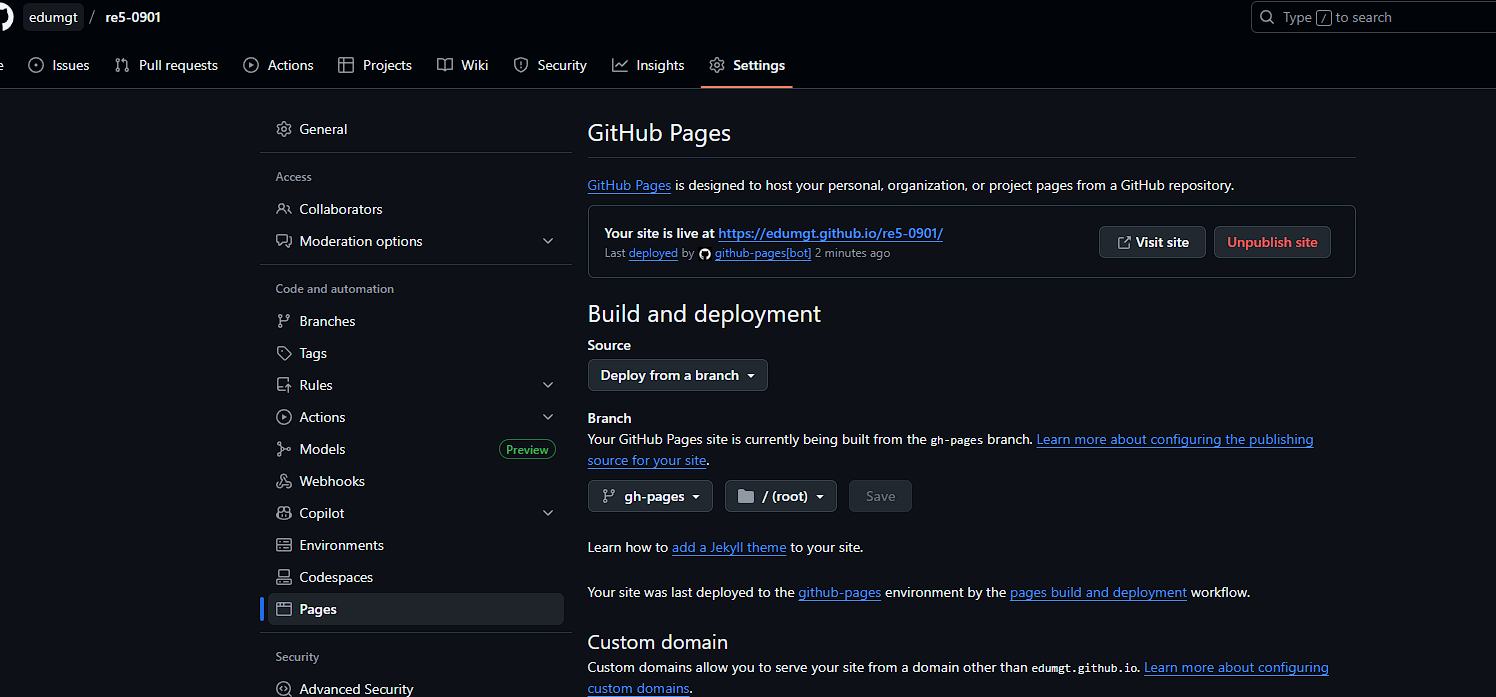 edumgt / re5-0901
Type / to search
e Issues Pull requests Actions Projects Wiki Security Insights Settings
General
Access
Collaborators
Moderation options
Code and automation
Branches
Tags
Rules
Actions
Models Preview
Webhooks
Copilot
Environments
Codespaces
Pages
Security
Advanced Security
GitHub Pages
GitHub Pages is designed to host your personal, organization, or project pages from a GitHub repository.
Your site is live at https://edumgt.github.io/re5-0901/
Last deployed by github-pages[bot] 2 minutes ago
Visit site
Unpublish site
Build and deployment
Source
Deploy from a branch
Branch
Your GitHub Pages site is currently being built from the gh-pages branch. Learn more about configuring the publishing
source for your site.
gh-pages / (root) Save
Learn how to add a Jekyll theme to your site.
Your site was last deployed to the github-pages environment by the pages build and deployment workflow.
Custom domain
Custom domains allow you to serve your site from a domain other than edumgt.github.io. Learn more about configuring
custom domains.